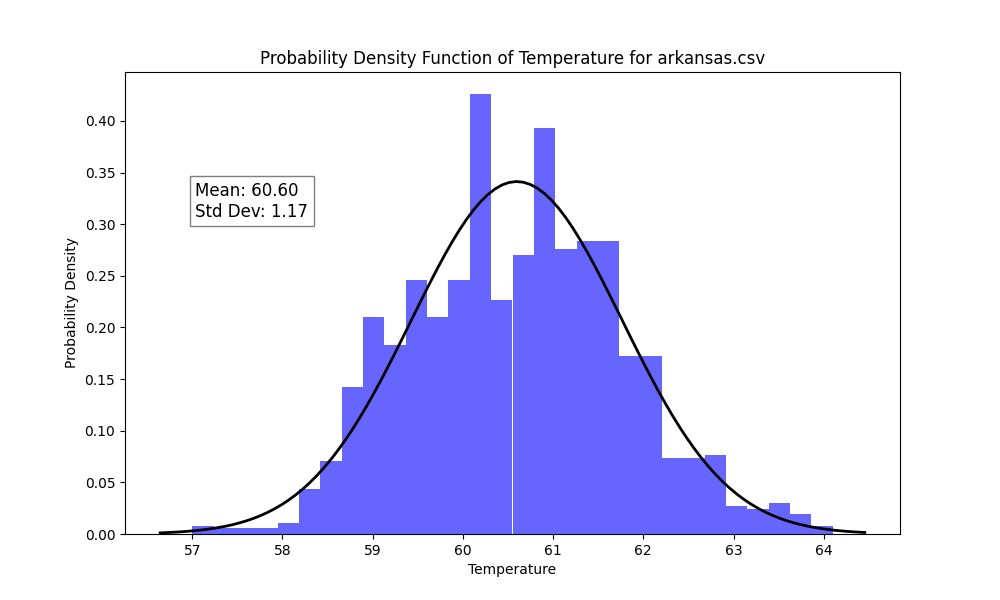 Probability Density Function of Temperature for arkansas.csv
Probability Density
0.40
0.35
0.30
0.25
0.20
0.15
0.10
0.05
0.00
Mean: 60.60
Std Dev: 1.17
57 58 59 60 61 62 63 64
Temperature